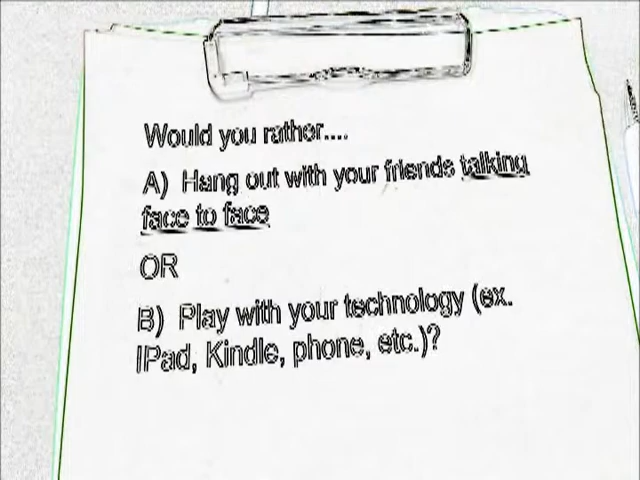 Would you rather....
A) Hang out with your friends talking
face to face
OR
B) Play with your technology (ex.
IPad, Kindle, phone, etc.)?